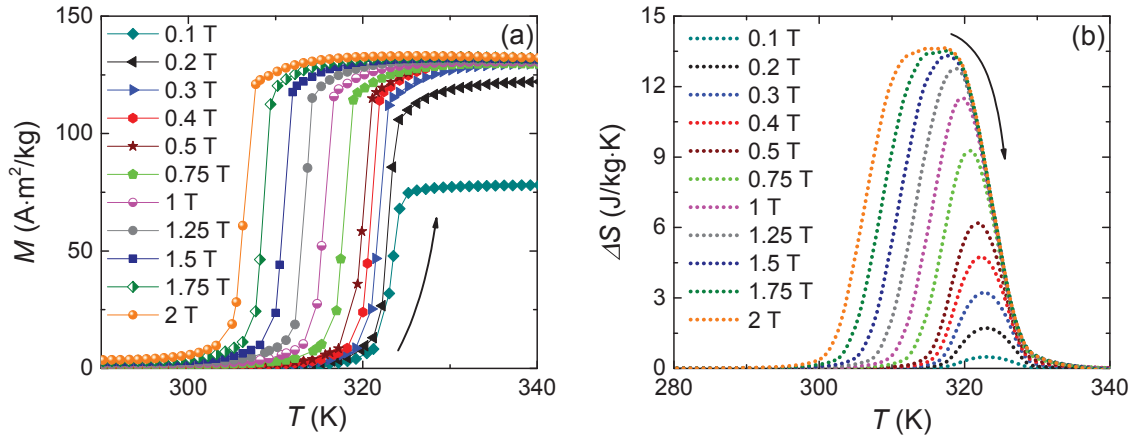 (a)
M (A·m²/kg)
150
100
50
0
0.1 T
0.2 T
0.3 T
0.4 T
0.5 T
0.75 T
1 T
1.25 T
1.5 T
1.75 T
2 T
300
320
340
T (K)
(b)
ΔS (J/kg·K)
15
12
9
6
3
0
0.1 T
0.2 T
0.3 T
0.4 T
0.5 T
0.75 T
1 T
1.25 T
1.5 T
1.75 T
2 T
280
300
320
340
T (K)